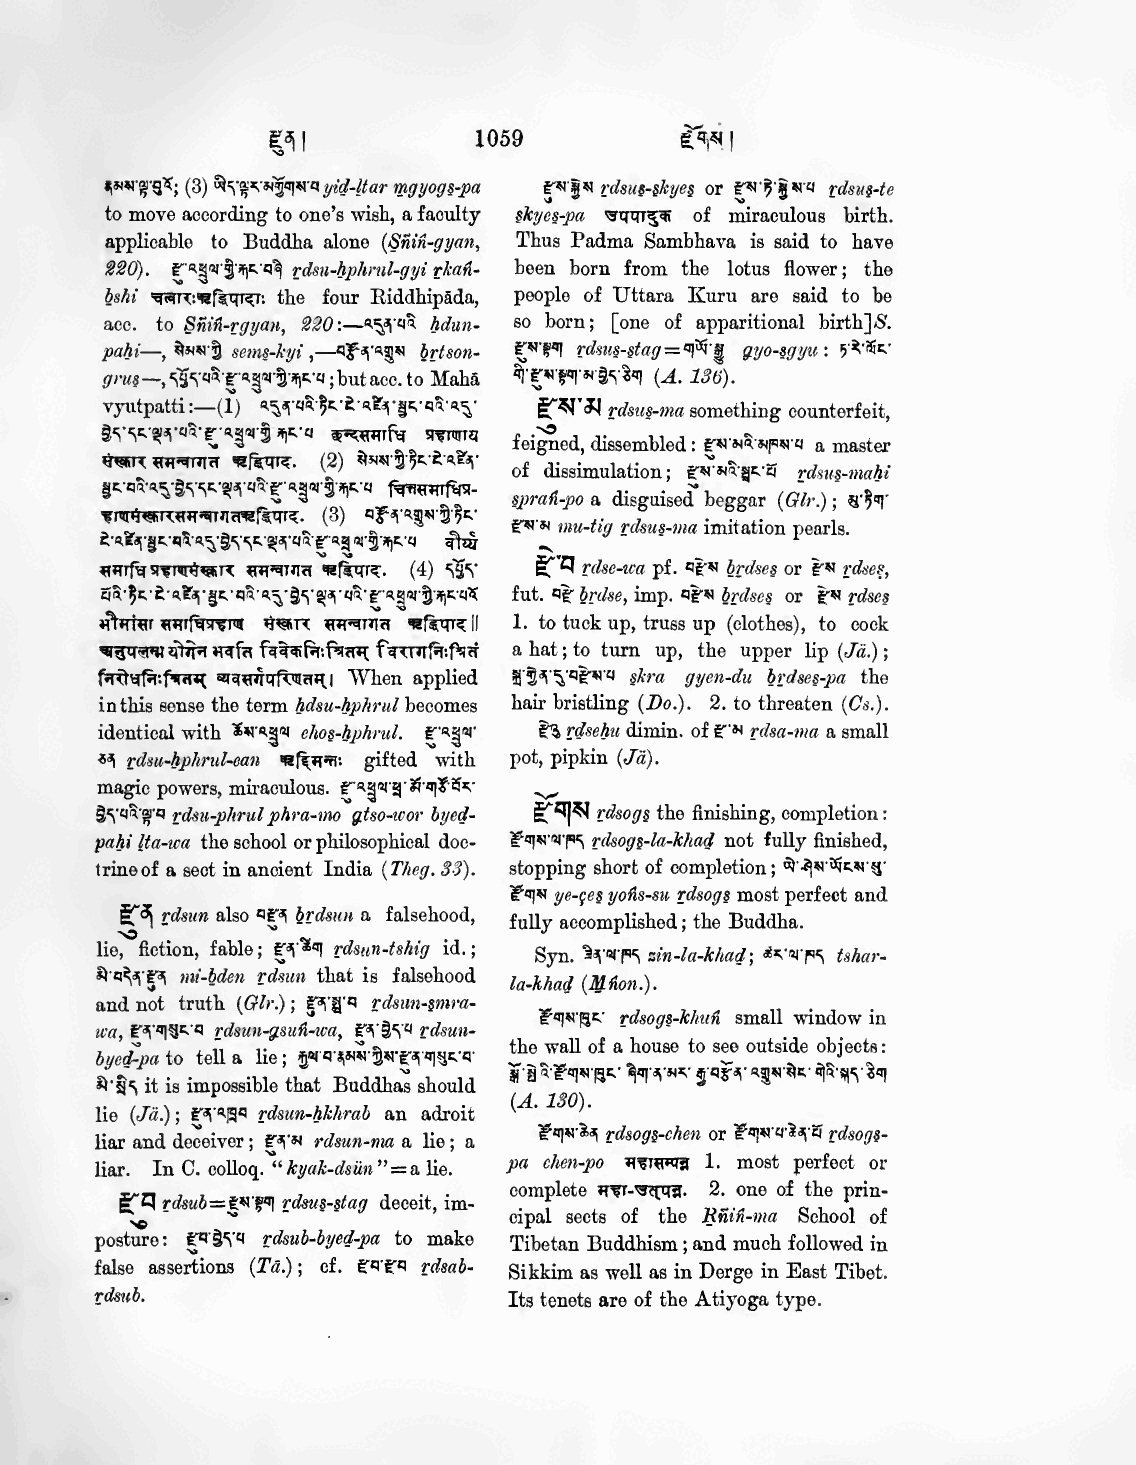 རྫུན། 1059 རྫོགས།
རྣམས་ལྟ་བུར; (3) ཡིད་ལྟར་མགྱོགས་པ yid-ltar mgyogs-pa
to move according to one's wish, a faculty
applicable to Buddha alone (Sñiń-gyan,
220). རྫུ་འཕྲུལ་གྱི་རྐང་བཞི rdsu-hphrul-gyi rkań-
bshi चत्वारःऋद्धिपादाः the four Riddhipāda,
acc. to Sñiń-rgyan, 220:—འདུན་པའི hdun-
pahi—, སེམས་ཀྱི sems-kyi ,—བརྩོན་འགྲུས brtson-
grus—, དཔྱོད་པའི་རྫུ་འཕྲུལ་གྱི་རྐང་པ ; but acc. to Mahā
vyutpatti:—(1) འདུན་པའི་ཏིང་ངེ་འཛིན་སྤང་བའི་འདུ་
བྱེད་དང་ལྡན་པའི་རྫུ་འཕྲུལ་གྱི་རྐང་པ छन्दसमाधि प्रहाणाय
संस्कार समन्वागत ऋद्धिपाद. (2) སེམས་ཀྱི་ཏིང་ངེ་འཛིན་
སྤང་བའི་འདུ་བྱེད་དང་ལྡན་པའི་རྫུ་འཕྲུལ་གྱི་རྐང་པ चित्तसमाधिप्र-
हाणसंस्कारसमन्वागतऋद्धिपाद. (3) བརྩོན་འགྲུས་ཀྱི་ཏིང་
ངེ་འཛིན་སྤང་བའི་འདུ་བྱེད་དང་ལྡན་པའི་རྫུ་འཕྲུལ་གྱི་རྐང་པ वीर्य्य
समाधि प्रहाणसंस्कार समन्वागत ऋद्धिपाद. (4) དཔྱོད་
པའི་ཏིང་ངེ་འཛིན་སྤང་བའི་འདུ་བྱེད་ལྡན་པའི་རྫུ་འཕྲུལ་གྱི་རྐང་པའོ
मीमांसा समाधिप्रहाण संस्कार समन्वागत ऋद्धिपाद ||
अनुपलम्भ योगेन भवति विवेकनिःश्रितम् विरागनिःश्रितं
निरोधनिःश्रितम् व्यवसर्गपरिणतम् | When applied
in this sense the term hdsu-hphrul becomes
identical with ཆོས་འཕྲུལ chos-hphrul. རྫུ་འཕྲུལ་
ཅན rdsu-hphrul-can ऋद्धिमन्तः gifted with
magic powers, miraculous. རྫུ་འཕྲུལ་ཕྲ་མོ་གཙོ་བོར་
བྱེད་པའི་ལྟ་བ rdsu-phrul phra-mo gtso-wor byed-
pahi lta-wa the school or philosophical doc-
trine of a sect in ancient India (Theg. 33).
རྫུན rdsun also བརྫུན brdsun a falsehood,
lie, fiction, fable; རྫུན་ཚིག rdsun-tshig id.;
མི་བདེན་རྫུན mi-bden rdsun that is falsehood
and not truth (Glr.); རྫུན་སྨྲ་བ rdsun-smra-
wa, རྫུན་གསུང་བ rdsun-gsuń-wa, རྫུན་བྱེད་པ rdsun-
byed-pa to tell a lie; རྒྱལ་བ་རྣམས་ཀྱིས་རྫུན་གསུང་བ་
མི་སྲིད it is impossible that Buddhas should
lie (Jä.); རྫུན་འཁྲབ rdsun-hkhrab an adroit
liar and deceiver; རྫུན་མ rdsun-ma a lie; a
liar. In C. colloq. “kyak-dsün”=a lie.
རྫུབ rdsub=རྫུས་སྟག rdsus-stag deceit, im-
posture: རྫུབ་བྱེད་པ rdsub-byed-pa to make
false assertions (Tā.); cf. རྫབ་རྫུབ rdsab-
rdsub.
རྫུས་སྐྱེས rdsus-skyes or རྫུས་ཏེ་སྐྱེས་པ rdsus-te
skyes-pa उपपादुक of miraculous birth.
Thus Padma Sambhava is said to have
been born from the lotus flower; the
people of Uttara Kuru are said to be
so born; [one of apparitional birth]S.
རྫུས་སྟག rdsus-stag=གཡོ་སྒྱུ gyo-sgyu:
(A. 136).
རྫུས་མ rdsus-ma something counterfeit,
feigned, dissembled: རྫུས་མའི་མཁས་པ a master
of dissimulation; རྫུས་མའི་སྤྲང་པོ rdsus-mahi
sprań-po a disguised beggar (Glr.); མུ་ཏིག་
རྫུས་མ mu-tig rdsus-ma imitation pearls.
རྫེ་བ rdse-wa pf. བརྫེས brdses or རྫེས rdses,
fut. བརྫེ brdse, imp. བརྫེས brdses or རྫེས rdses
1. to tuck up, truss up (clothes), to cock
a hat; to turn up, the upper lip (Jä.);
སྐྲ་གྱེན་དུ་བརྫེས་པ skra gyen-du brdses-pa the
hair bristling (Do.). 2. to threaten (Cs.).
རྫེའུ rdsehu dimin. of རྫ་མ rdsa-ma a small
pot, pipkin (Jä).
རྫོགས rdsogs the finishing, completion:
རྫོགས་ལ་ཁད rdsogs-la-khad not fully finished,
stopping short of completion; ཡེ་ཤེས་ཡོངས་སུ་
རྫོགས ye-çes yońs-su rdsogs most perfect and
fully accomplished; the Buddha.
Syn. ཟིན་ལ་ཁད zin-la-khad; ཚར་ལ་ཁད tshar-
la-khad (Mńon.).
རྫོགས་ཁུང་ rdsogs-khuń small window in
the wall of a house to see outside objects:
(A. 130).
རྫོགས་ཆེན rdsogs-chen or རྫོགས་པ་ཆེན་པོ rdsogs-
pa chen-po महासम्पन्न 1. most perfect or
complete महा-उत्पन्न. 2. one of the prin-
cipal sects of the Rñiń-ma School of
Tibetan Buddhism; and much followed in
Sikkim as well as in Derge in East Tibet.
Its tenets are of the Atiyoga type.